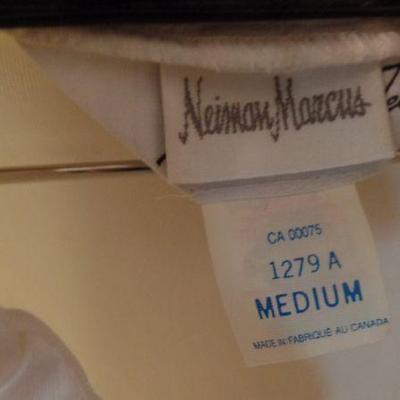 Neiman Marcus
CA 00075
1279 A
MEDIUM
MADE IN/FABRIQUÉ AU CANADA